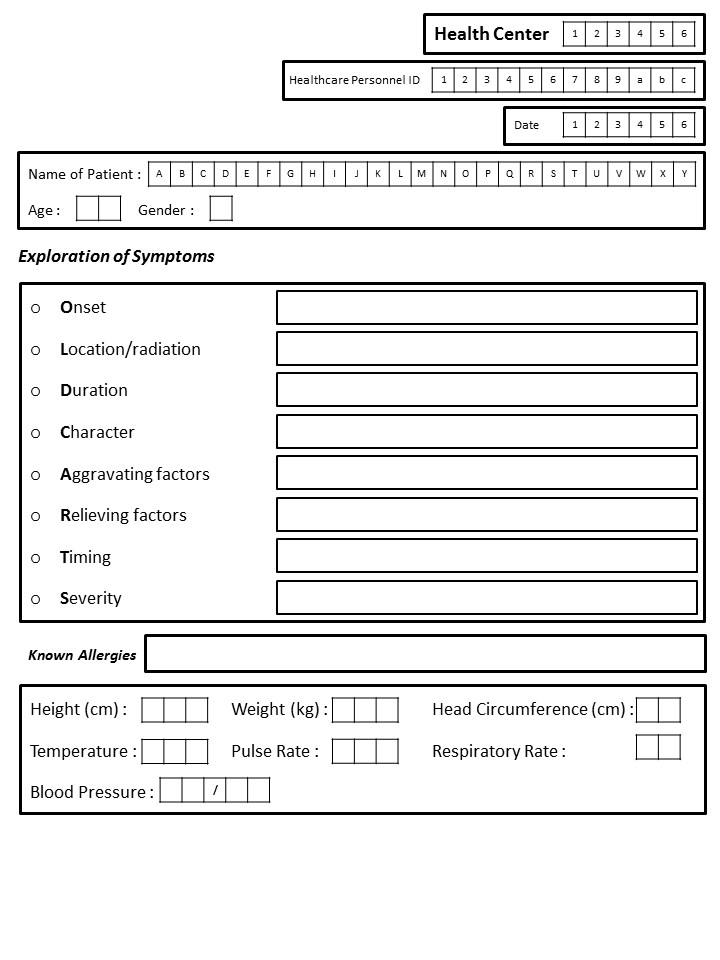 Health Center 1 2 3 4 5 6
Healthcare Personnel ID 1 2 3 4 5 6 7 8 9 a b c
Date 1 2 3 4 5 6
Name of Patient : A B C D E F G H I J K L M N O P Q R S T U V W X Y
Age : Gender :
Exploration of Symptoms
o Onset
o Location/radiation
o Duration
o Character
o Aggravating factors
o Relieving factors
o Timing
o Severity
Known Allergies
Height (cm) : Weight (kg) : Head Circumference (cm) :
Temperature : Pulse Rate : Respiratory Rate :
Blood Pressure : /